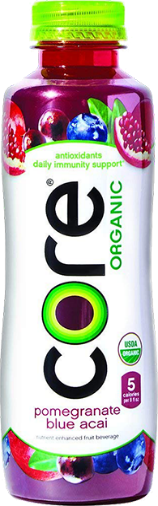 antioxidants
daily immunity support*
core®
ORGANIC
USDA
ORGANIC
5
calories
per 8 fl oz
pomegranate
blue acai
nutrient enhanced fruit beverage